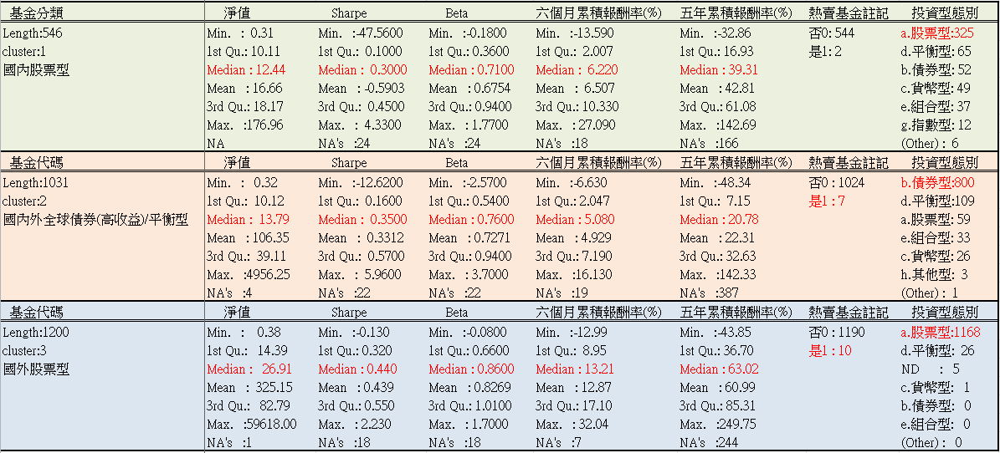 基金分類 淨值 Sharpe Beta 六個月累積報酬率(%) 五年累積報酬率(%) 熱賣基金註記 投資型態別
Length:546 Min. : 0.31 Min. :-47.5600 Min. :-0.1800 Min. :-13.590 Min. :-32.86 否0: 544 a.股票型:325
cluster:1 1st Qu.: 10.11 1st Qu.: 0.1000 1st Qu.: 0.3600 1st Qu.: 2.007 1st Qu.: 16.93 是1: 2 d.平衡型: 65
國內股票型 Median : 12.44 Median : 0.3000 Median : 0.7100 Median : 6.220 Median : 39.31 b.債券型: 52
Mean : 16.66 Mean : -0.5903 Mean : 0.6754 Mean : 6.507 Mean : 42.81 c.貨幣型: 49
3rd Qu.: 18.17 3rd Qu.: 0.4500 3rd Qu.: 0.9400 3rd Qu.: 10.330 3rd Qu.: 61.08 e.組合型: 37
Max. :176.96 Max. : 4.3300 Max. : 1.7700 Max. : 27.090 Max. :142.69 g.指數型: 12
NA NA's :24 NA's :24 NA's :18 NA's :166 (Other) : 6
基金代碼 淨值 Sharpe Beta 六個月累積報酬率(%) 五年累積報酬率(%) 熱賣基金註記 投資型態別
Length:1031 Min. : 0.32 Min. :-12.6200 Min. :-2.5700 Min. :-6.630 Min. :-48.34 否0 : 1024 b.債券型:800
cluster:2 1st Qu.: 10.12 1st Qu.: 0.1600 1st Qu.: 0.5400 1st Qu.: 2.047 1st Qu.: 7.15 是1 : 7 d.平衡型:109
國內外全球債券(高收益)/平衡型 Median : 13.79 Median : 0.3500 Median : 0.7600 Median : 5.080 Median : 20.78 a.股票型: 59
Mean : 106.35 Mean : 0.3312 Mean : 0.7271 Mean : 4.929 Mean : 22.31 e.組合型: 33
3rd Qu.: 39.11 3rd Qu.: 0.5700 3rd Qu.: 0.9400 3rd Qu.: 7.190 3rd Qu.: 32.63 c.貨幣型: 26
Max. :4956.25 Max. : 5.9600 Max. : 3.7000 Max. : 16.130 Max. : 142.33 h.其他型: 3
NA's :4 NA's :22 NA's :22 NA's :19 NA's :387 (Other) : 1
基金代碼 淨值 Sharpe Beta 六個月累積報酬率(%) 五年累積報酬率(%) 熱賣基金註記 投資型態別
Length:1200 Min. : 0.38 Min. :-0.130 Min. :-0.0800 Min. :-12.99 Min. :-43.85 否0 : 1190 a.股票型:1168
cluster:3 1st Qu.: 14.39 1st Qu.: 0.320 1st Qu.: 0.6600 1st Qu.: 8.95 1st Qu.: 36.70 是1 : 10 d.平衡型: 26
國外股票型 Median : 26.91 Median : 0.440 Median : 0.8600 Median : 13.21 Median : 63.02 ND : 5
Mean : 325.15 Mean : 0.439 Mean : 0.8269 Mean : 12.87 Mean : 60.99 c.貨幣型: 1
3rd Qu.: 82.79 3rd Qu.: 0.550 3rd Qu.: 1.0100 3rd Qu.: 17.10 3rd Qu.: 85.31 b.債券型: 0
Max. :59618.00 Max. : 2.230 Max. : 1.7000 Max. : 32.04 Max. : 249.75 e.組合型: 0
NA's :1 NA's :18 NA's :18 NA's :7 NA's :244 (Other) : 0